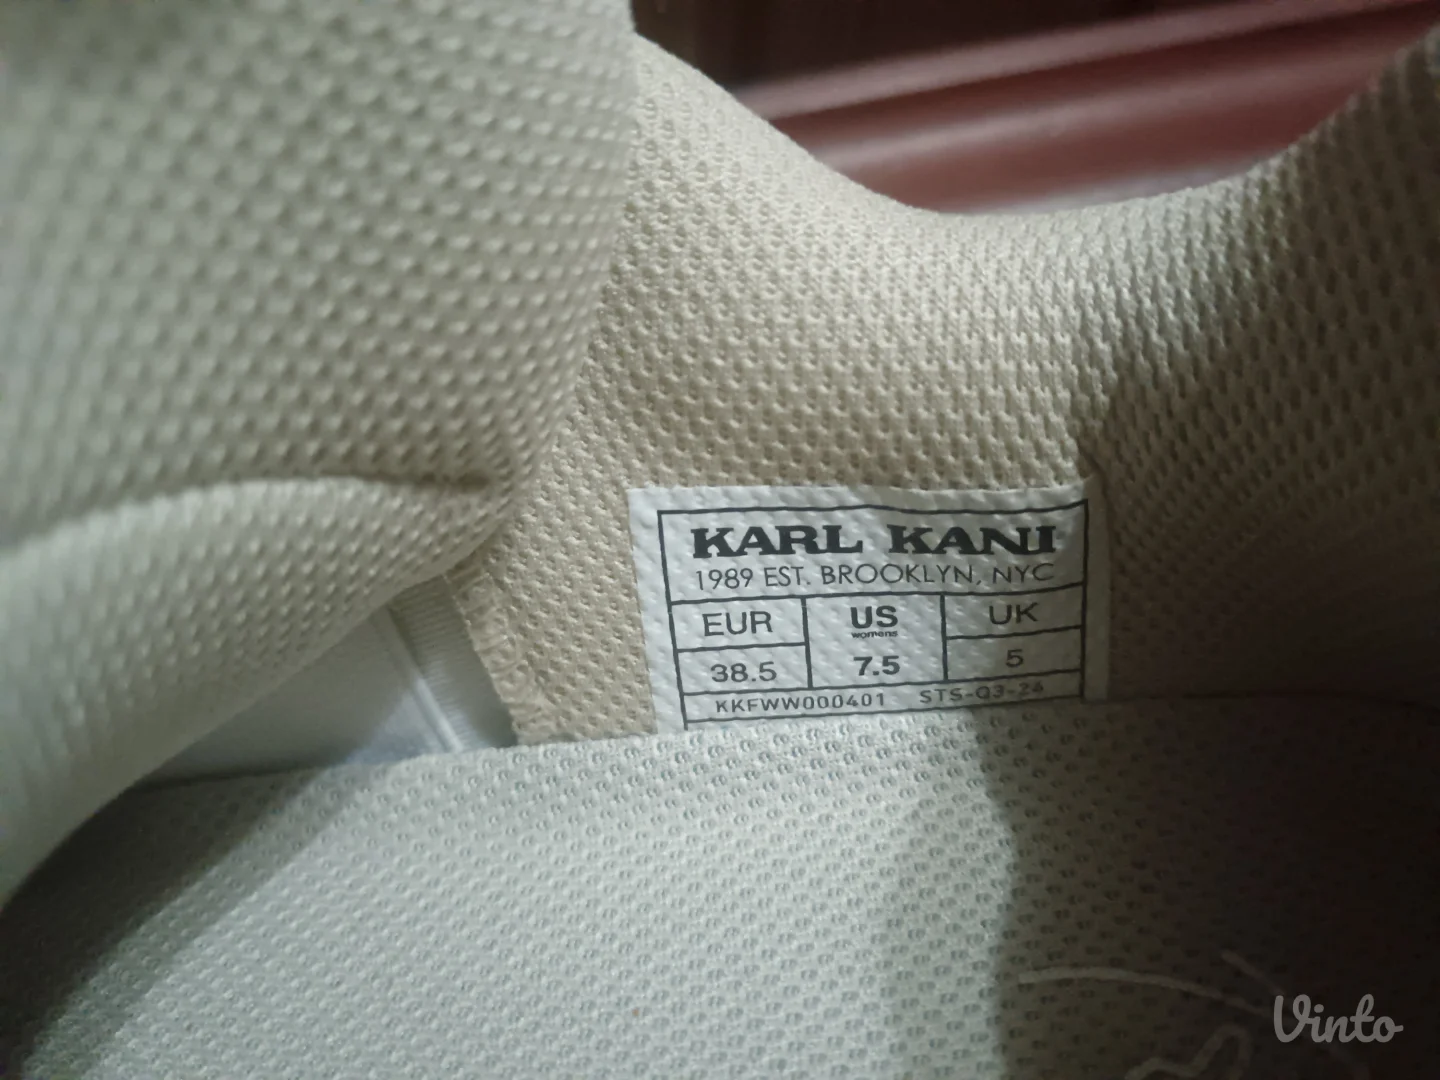 KARL KANI
1989 EST. BROOKLYN, NYC
EUR US womens UK
38.5 7.5 5
KKFWW000401 STS-Q3-24
Vinto